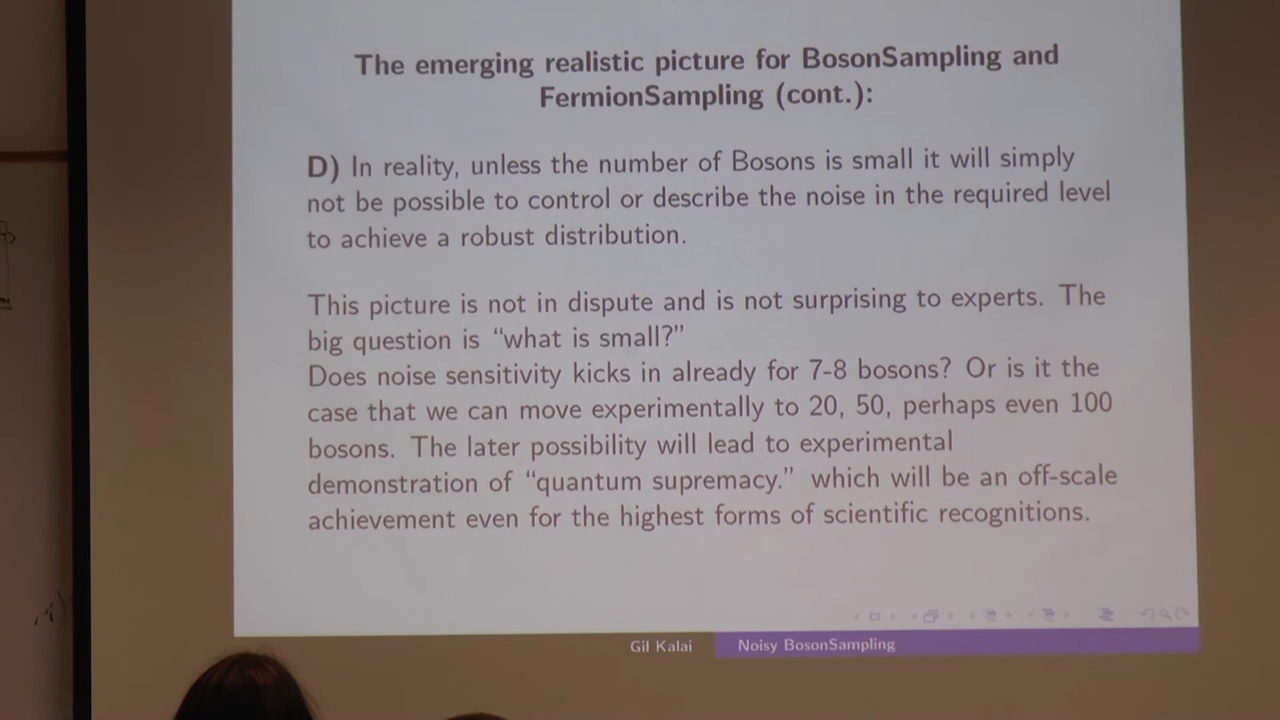 The emerging realistic picture for BosonSampling and
FermionSampling (cont.):
D) In reality, unless the number of Bosons is small it will simply
not be possible to control or describe the noise in the required level
to achieve a robust distribution.
This picture is not in dispute and is not surprising to experts. The
big question is “what is small?”
Does noise sensitivity kicks in already for 7-8 bosons? Or is it the
case that we can move experimentally to 20, 50, perhaps even 100
bosons. The later possibility will lead to experimental
demonstration of “quantum supremacy.” which will be an off-scale
achievement even for the highest forms of scientific recognitions.
Gil Kalai Noisy BosonSampling